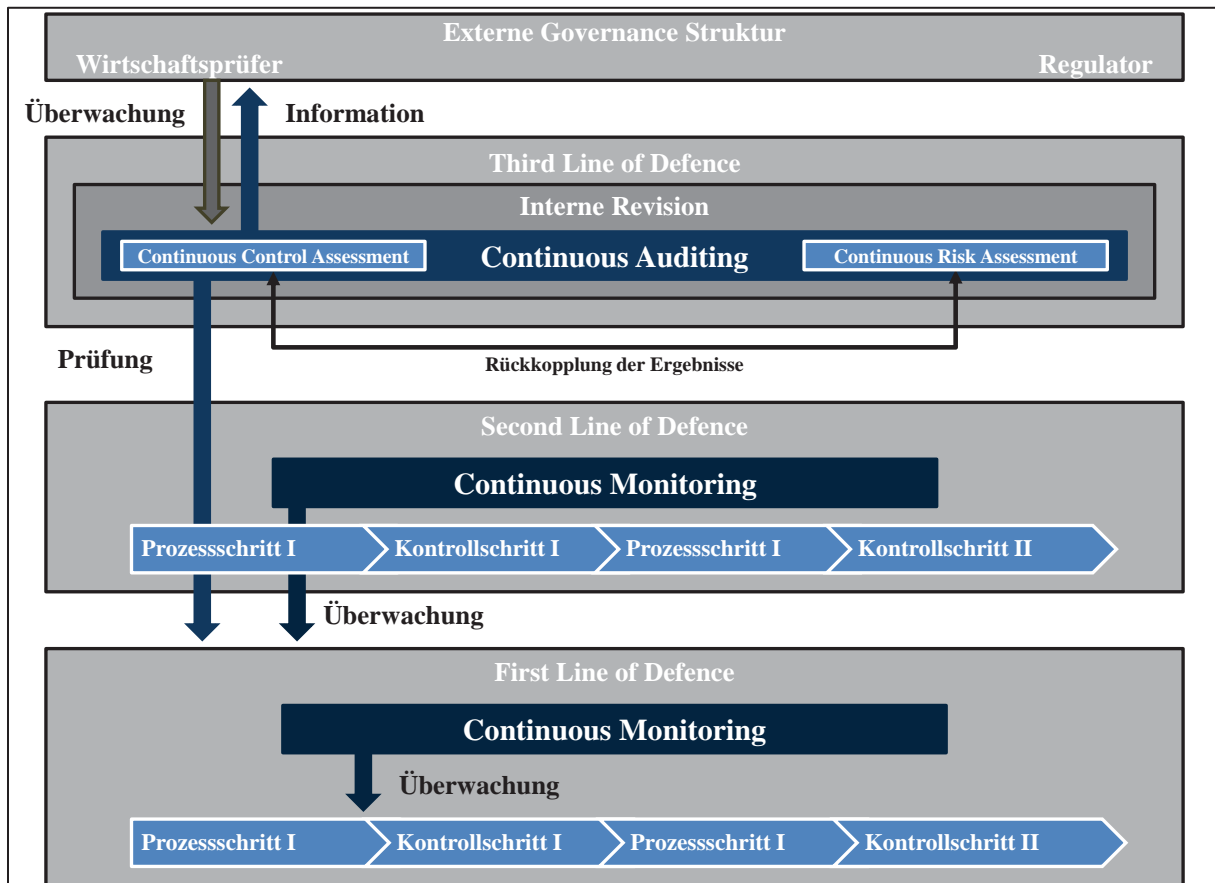 Externe Governance Struktur
Wirtschaftsprüfer Regulator
Überwachung Information
Third Line of Defence
Interne Revision
Continuous Control Assessment Continuous Auditing Continuous Risk Assessment
Prüfung
Rückkopplung der Ergebnisse
Second Line of Defence
Continuous Monitoring
Prozessschritt I Kontrollschritt I Prozessschritt I Kontrollschritt II
Überwachung
First Line of Defence
Continuous Monitoring
Überwachung
Prozessschritt I Kontrollschritt I Prozessschritt I Kontrollschritt II